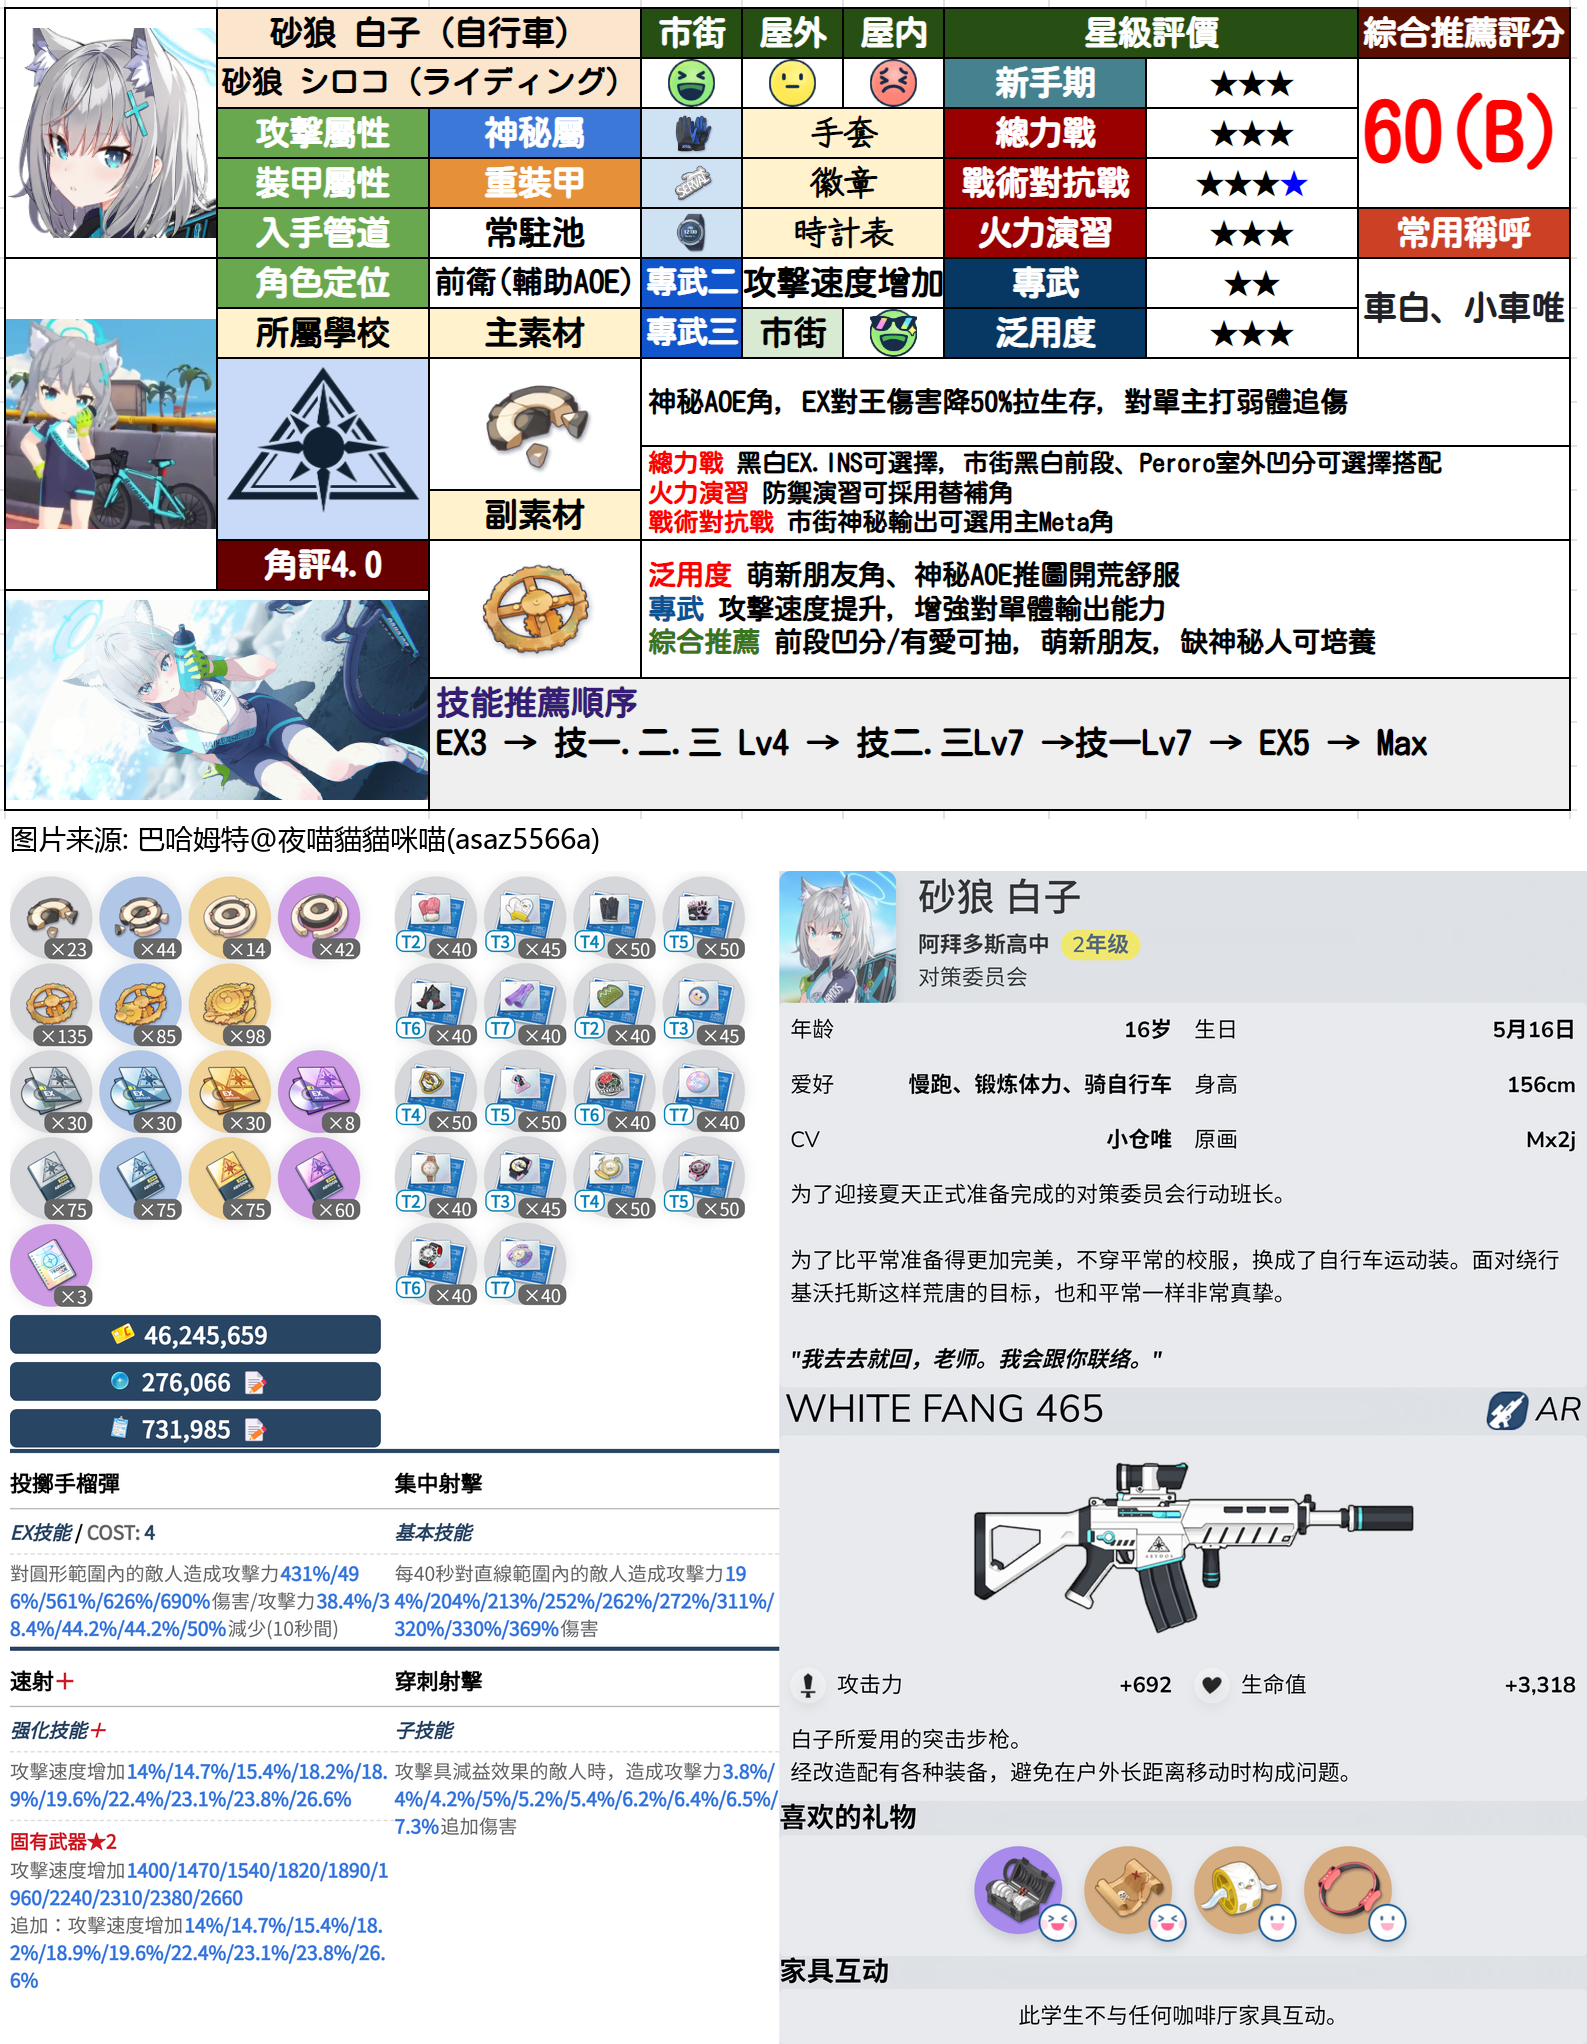 砂狼 白子 (自行車)
市街 屋外 屋内
星級評價
綜合推薦評分
砂狼 シロコ (ライディング)
新手期
★★★
60(B)
攻擊屬性
神秘屬
手套
總力戰
★★★
裝甲屬性
重裝甲
SERVAL
徽章
戰術對抗戰
★★★★
入手管道
常駐池
時計表
火力演習
★★★
常用稱呼
角色定位
前衛(輔助AOE)
專武二
攻擊速度增加
專武
★★
車白、小車唯
所屬學校
主素材
專武三
市街
泛用度
★★★
神秘AOE角, EX對王傷害降50%拉生存, 對單主打弱體追傷
總力戰 黑白EX.INS可選擇, 市街黑白前段、Peroro室外凹分可選擇搭配
火力演習 防禦演習可採用替補角
戰術對抗戰 市街神秘輸出可選用主Meta角
副素材
角評4.0
泛用度 萌新朋友角、神秘AOE推圖開荒舒服
專武 攻擊速度提升, 增強對單體輸出能力
綜合推薦 前段凹分/有愛可抽, 萌新朋友, 缺神秘人可培養
技能推薦順序
EX3 → 技一.二.三 Lv4 → 技二.三Lv7 →技一Lv7 → EX5 → Max
图片来源: 巴哈姆特@夜喵貓貓咪喵(asaz5566a)
×23 ×44 ×14 ×42
×135 ×85 ×98
×30 ×30 ×30 ×8
×75 ×75 ×75 ×60
×3
46,245,659
276,066
731,985
T2 ×40 T3 ×45 T4 ×50 T5 ×50
T6 ×40 T7 ×40 T2 ×40 T3 ×45
T4 ×50 T5 ×50 T6 ×40 T7 ×40
T2 ×40 T3 ×45 T4 ×50 T5 ×50
T6 ×40 T7 ×40
砂狼 白子
阿拜多斯高中 2年级
对策委员会
年龄 16岁 生日 5月16日
爱好 慢跑、锻炼体力、骑自行车 身高 156cm
CV 小仓唯 原画 Mx2j
为了迎接夏天正式准备完成的对策委员会行动班长。
为了比平常准备得更加完美，不穿平常的校服，换成了自行车运动装。面对绕行
基沃托斯这样荒唐的目标，也和平常一样非常真挚。
"我去去就回，老师。我会跟你联络。"
WHITE FANG 465
AR
攻击力 +692 生命值 +3,318
白子所爱用的突击步枪。
经改造配有各种装备，避免在户外长距离移动时构成问题。
喜欢的礼物
家具互动
此学生不与任何咖啡厅家具互动。
投擲手榴彈
EX技能 / COST: 4
對圓形範圍內的敵人造成攻擊力431%/49
6%/561%/626%/690%傷害/攻擊力38.4%/3
8.4%/44.2%/44.2%/50%減少(10秒間)
集中射擊
基本技能
每40秒對直線範圍內的敵人造成攻擊力19
4%/204%/213%/252%/262%/272%/311%/
320%/330%/369%傷害
速射＋
强化技能＋
攻擊速度增加14%/14.7%/15.4%/18.2%/18.
9%/19.6%/22.4%/23.1%/23.8%/26.6%
固有武器★2
攻擊速度增加1400/1470/1540/1820/1890/1
960/2240/2310/2380/2660
追加：攻擊速度增加14%/14.7%/15.4%/18.
2%/18.9%/19.6%/22.4%/23.1%/23.8%/26.
6%
穿刺射擊
子技能
攻擊具減益效果的敵人時，造成攻擊力3.8%/
4%/4.2%/5%/5.2%/5.4%/6.2%/6.4%/6.5%/
7.3%追加傷害